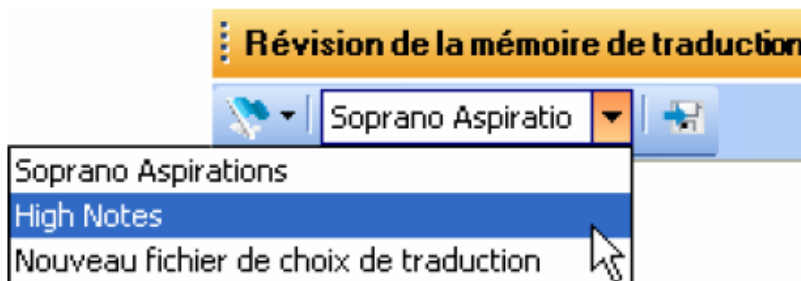 Révision de la mémoire de traduction
Soprano Aspiratio
Soprano Aspirations
High Notes
Nouveau fichier de choix de traduction